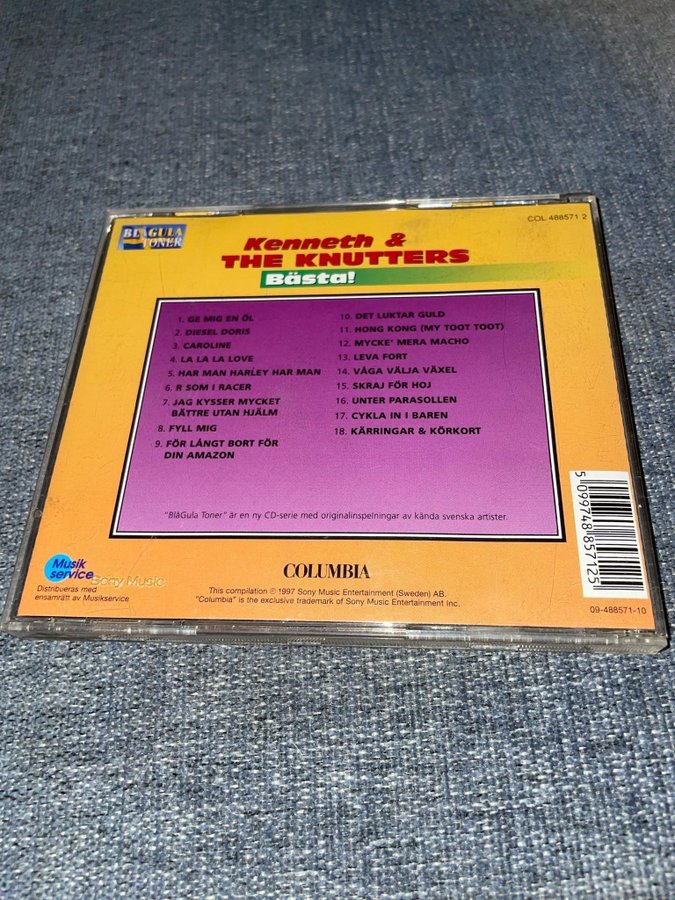 BLÅGULA
TONER
COL 488571 2
Kenneth &
THE KNUTTERS
Bästa!
1. GE MIG EN ÖL
2. DIESEL DORIS
3. CAROLINE
4. LA LA LA LOVE
5. HAR MAN HARLEY HAR MAN
6. R SOM I RACER
7. JAG KYSSER MYCKET
BÄTTRE UTAN HJÄLM
8. FYLL MIG
9. FÖR LÅNGT BORT FÖR
DIN AMAZON
10. DET LUKTAR GULD
11. HONG KONG (MY TOOT TOOT)
12. MYCKE' MERA MACHO
13. LEVA FORT
14. VÅGA VÄLJA VÄXEL
15. SKRAJ FÖR HOJ
16. UNTER PARASOLLEN
17. CYKLA IN I BAREN
18. KÄRRINGAR & KÖRKORT
"BlåGula Toner" är en ny CD-serie med originalinspelningar av kända svenska artister.
5 099748 857125
Musik
service
Sony Music
Distribueras med
ensamrätt av Musikservice
COLUMBIA
This compilation ℗ 1997 Sony Music Entertainment (Sweden) AB.
"Columbia" is the exclusive trademark of Sony Music Entertainment Inc.
09-488571-10